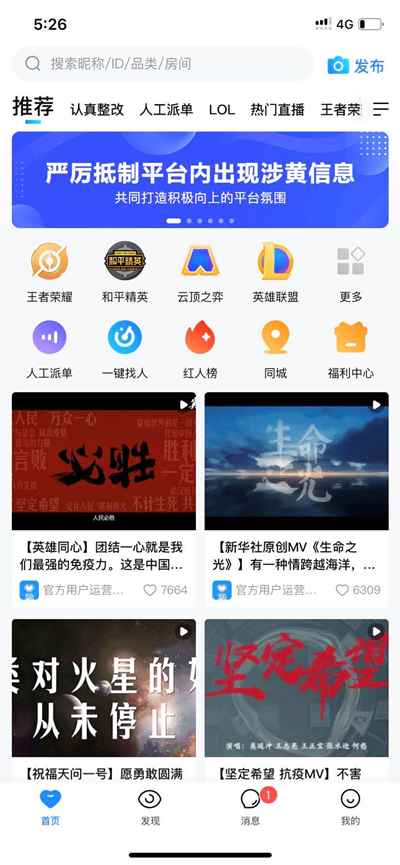 5:26
4G
搜索昵称/ID/品类/房间
发布
推荐 认真整改 人工派单 LOL 热门直播 王者荣
严厉抵制平台内出现涉黄信息
共同打造积极向上的平台氛围
王者荣耀 和平精英 云顶之弈 英雄联盟 更多
人工派单 一键找人 红人榜 同城 福利中心
必胜
人民必胜
生命之光
【英雄同心】团结一心就是我
们最强的免疫力。这是中国...
官方用户运营... 7664
【新华社原创MV《生命之
光》】有一种情跨越海洋，...
官方用户运营... 6309
类对火星的好
从未停止
坚定希望
【祝福天问一号】愿勇敢圆满
【坚定希望 抗疫MV】不害
首页 发现 消息 1 我的